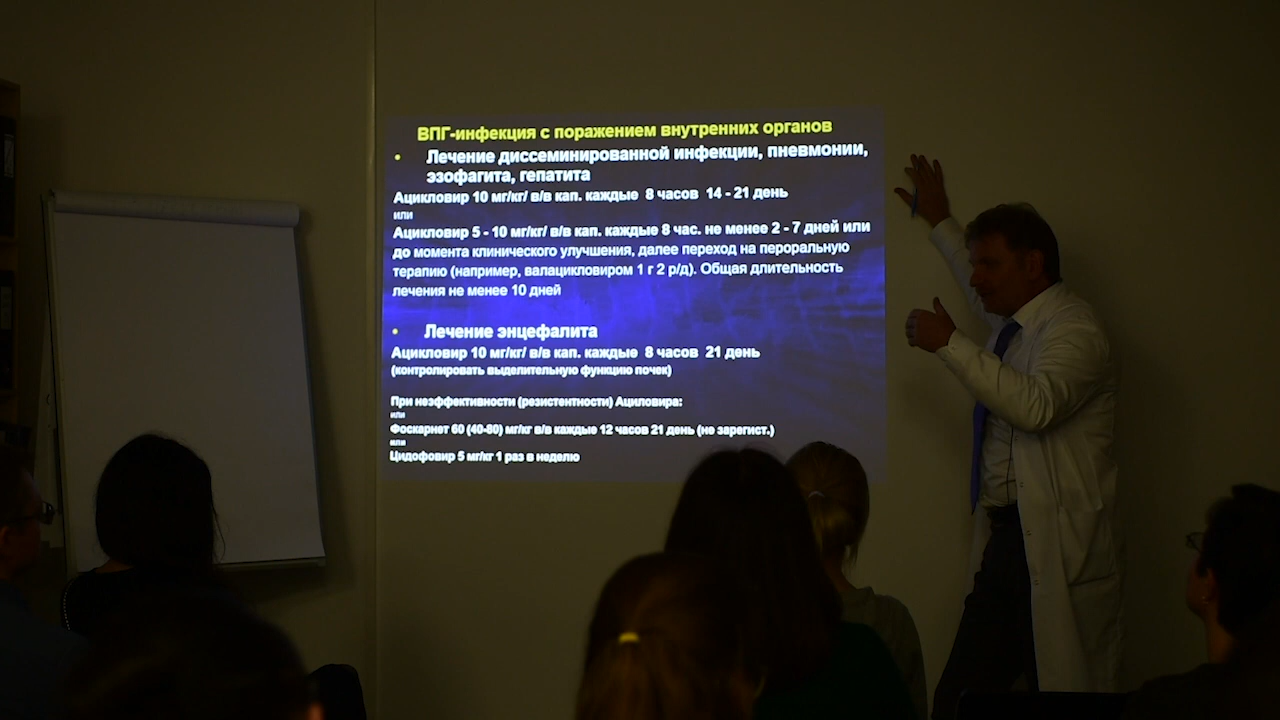 ВПГ-инфекция с поражением внутренних органов
• Лечение диссеминированной инфекции, пневмонии,
эзофагита, гепатита
Ацикловир 10 мг/кг/ в/в кап. каждые 8 часов 14 - 21 день
или
Ацикловир 5 - 10 мг/кг/ в/в кап. каждые 8 час. не менее 2 - 7 дней или
до момента клинического улучшения, далее переход на пероральную
терапию (например, валацикловиром 1 г 2 р/д). Общая длительность
лечения не менее 10 дней
• Лечение энцефалита
Ацикловир 10 мг/кг/ в/в кап. каждые 8 часов 21 день
(контролировать выделительную функцию почек)
При неэффективности (резистентности) Ациловира:
или
Фоскарнет 60 (40-80) мг/кг в/в каждые 12 часов 21 день (не зарегист.)
или
Цидофовир 5 мг/кг 1 раз в неделю